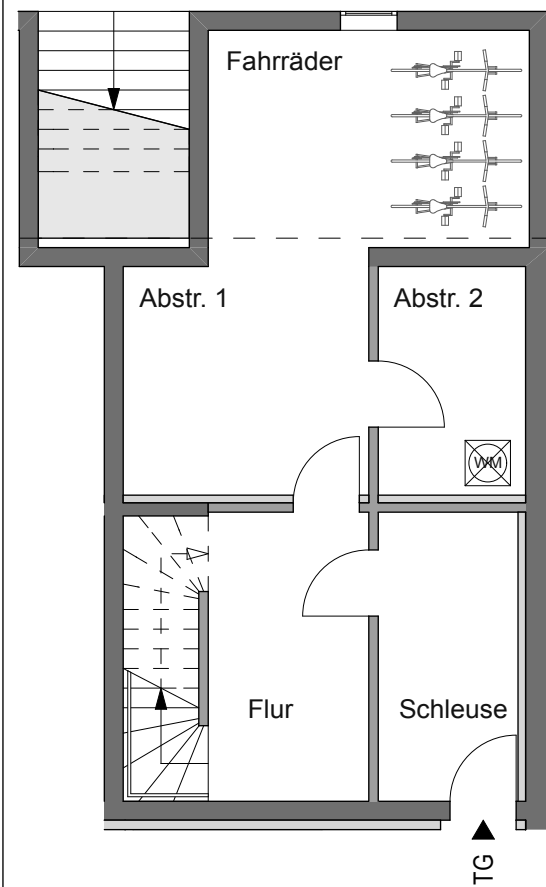 Fahrräder
Abstr. 1
Abstr. 2
WM
Flur
Schleuse
TG